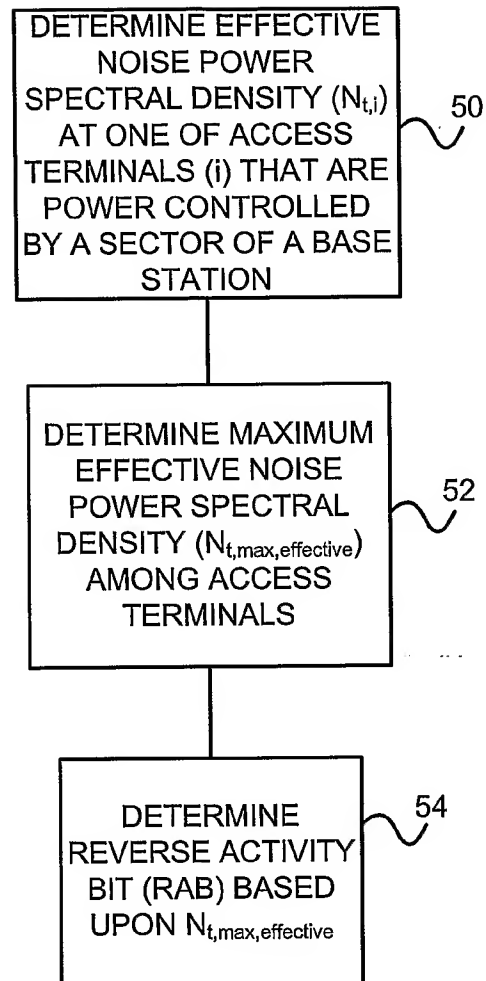 DETERMINE EFFECTIVE
NOISE POWER
SPECTRAL DENSITY (Nt,i)
AT ONE OF ACCESS
TERMINALS (i) THAT ARE
POWER CONTROLLED
BY A SECTOR OF A BASE
STATION
50
DETERMINE MAXIMUM
EFFECTIVE NOISE
POWER SPECTRAL
DENSITY (Nt,max,effective)
AMONG ACCESS
TERMINALS
52
DETERMINE
REVERSE ACTIVITY
BIT (RAB) BASED
UPON Nt,max,effective
54